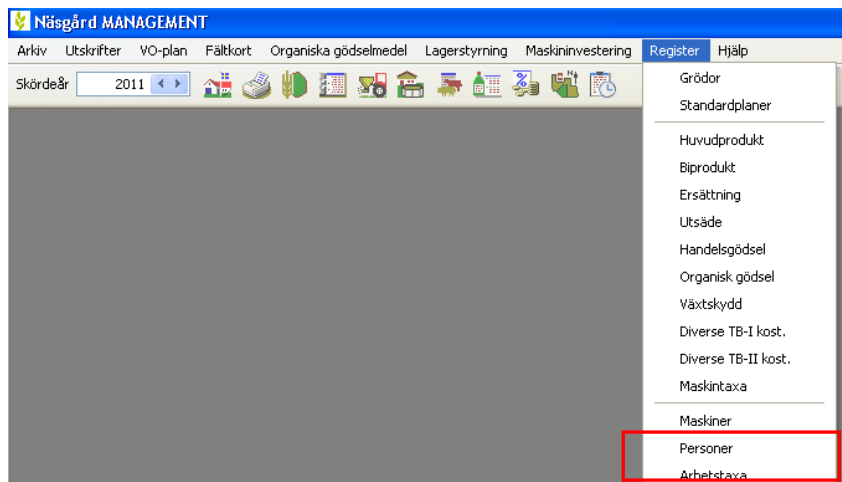 Näsgård MANAGEMENT
Arkiv Utskrifter VO-plan Fältkort Organiska gödselmedel Lagerstyrning Maskininvestering Register Hjälp
Skördeår 2011
Grödor
Standardplaner
Huvudprodukt
Biprodukt
Ersättning
Utsäde
Handelsgödsel
Organisk gödsel
Växtskydd
Diverse TB-I kost.
Diverse TB-II kost.
Maskintaxa
Maskiner
Personer
Arbetstaxa